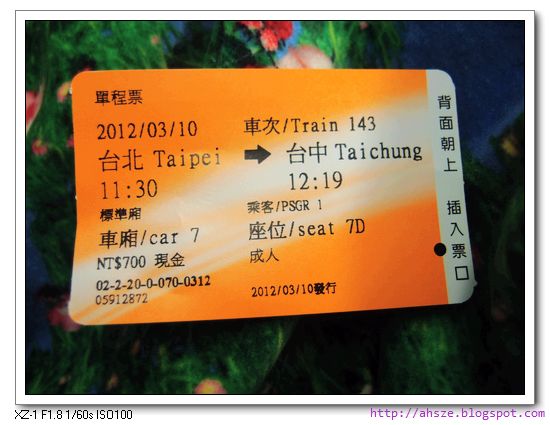 單程票
2012/03/10 車次/Train 143
台北 Taipei → 台中 Taichung
11:30 12:19
標準廂 乘客/PSGR 1
車廂/car 7 座位/seat 7D
NT$700 現金 成人
02-2-20-0-070-0312
05912872 2012/03/10發行
背面朝上 插入票口
XZ-1 F1.8 1/60s ISO100
http://ahsze.blogspot.com